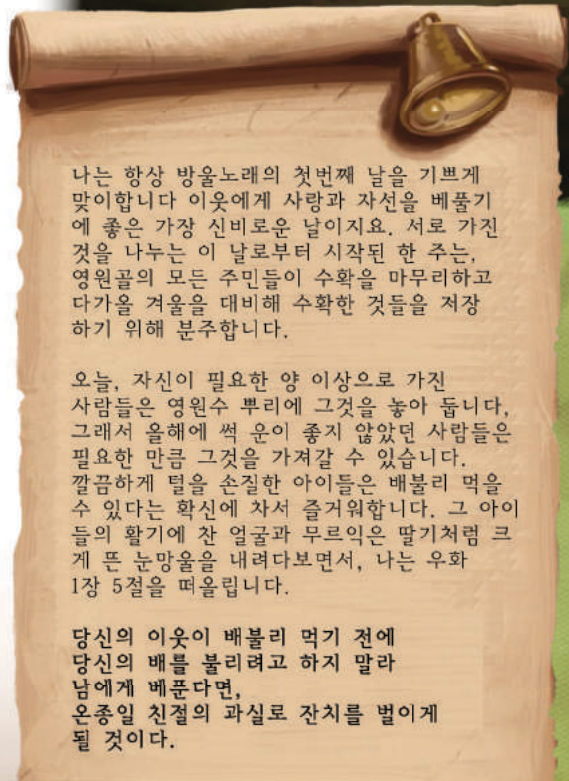 나는 항상 방울노래의 첫번째 날을 기쁘게
맞이합니다 이웃에게 사랑과 자선을 베풀기
에 좋은 가장 신비로운 날이지요. 서로 가진
것을 나누는 이 날로부터 시작된 한 주는,
영원골의 모든 주민들이 수확을 마무리하고
다가올 겨울을 대비해 수확한 것들을 저장
하기 위해 분주합니다.
오늘, 자신이 필요한 양 이상으로 가진
사람들은 영원수 뿌리에 그것을 놓아 둡니다,
그래서 올해에 썩 운이 좋지 않았던 사람들은
필요한 만큼 그것을 가져갈 수 있습니다.
깔끔하게 털을 손질한 아이들은 배불리 먹을
수 있다는 확신에 차서 즐거워합니다. 그 아이
들의 활기에 찬 얼굴과 무르익은 딸기처럼 크
게 뜬 눈망울을 내려다보면서, 나는 우화
1장 5절을 떠올립니다.
당신의 이웃이 배불리 먹기 전에
당신의 배를 불리려고 하지 말라
남에게 베푼다면,
온종일 친절의 과실로 잔치를 벌이게
될 것이다.